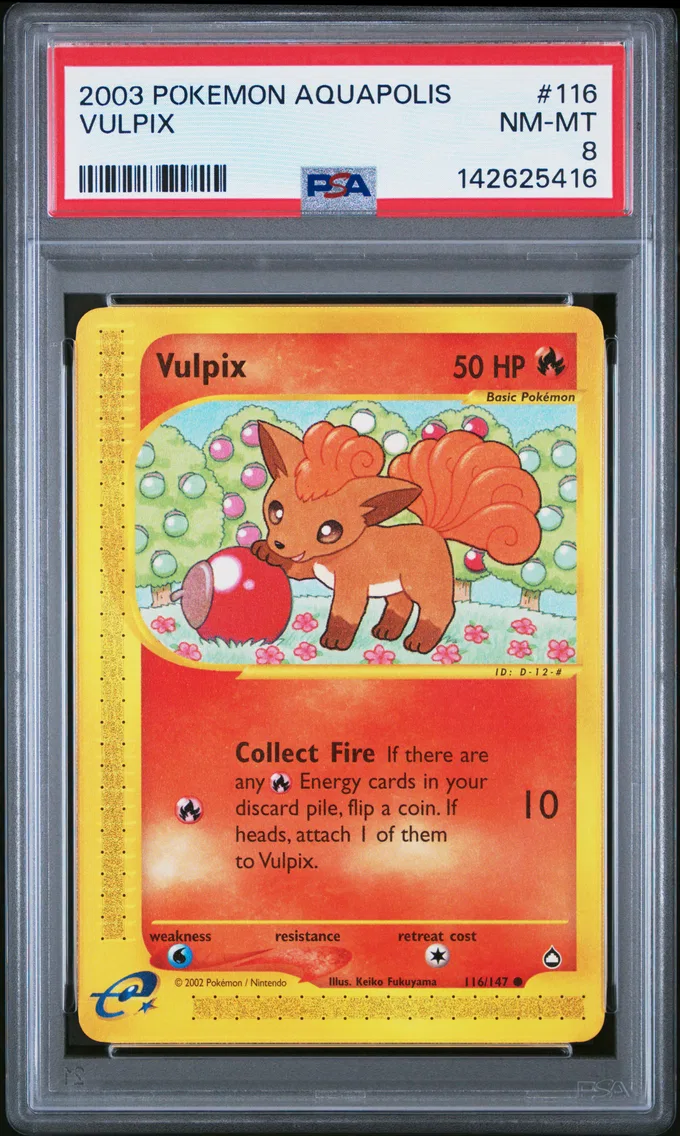 2003 POKEMON AQUAPOLIS #116
VULPIX NM-MT
8
PSA 142625416
Vulpix 50 HP
Basic Pokémon
ID: D-12-#
Collect Fire If there are
any Energy cards in your
discard pile, flip a coin. If
heads, attach 1 of them
to Vulpix.
10
weakness resistance retreat cost
© 2002 Pokémon / Nintendo Illus. Keiko Fukuyama 116/147
e
PSA